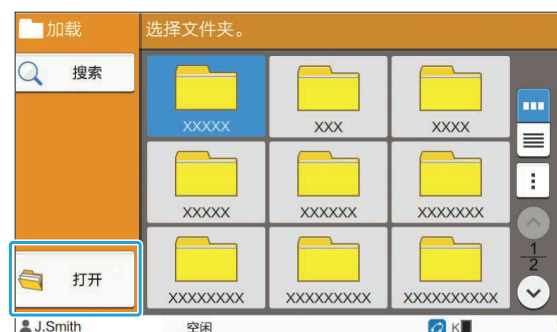 加载
选择文件夹。
搜索
XXXXX
XXX
XXXX
XXXXX
XXXXXX
XXXXXXX
打开
XXXXXXXX
XXXXXXXXX
XXXXXXXXXX
1
2
J.Smith
空闲
K